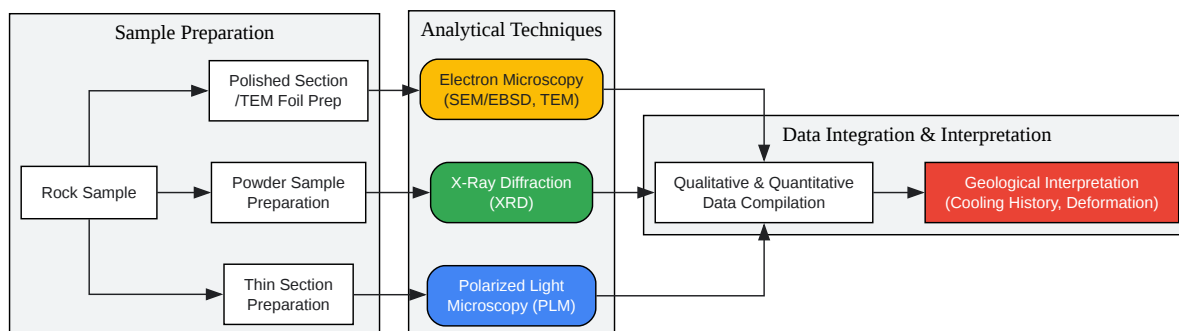 Sample Preparation
Analytical Techniques
Polished Section
/TEM Foil Prep
Electron Microscopy
(SEM/EBSD, TEM)
Data Integration & Interpretation
Rock Sample
Powder Sample
Preparation
X-Ray Diffraction
(XRD)
Qualitative & Quantitative
Data Compilation
Geological Interpretation
(Cooling History, Deformation)
Thin Section
Preparation
Polarized Light
Microscopy (PLM)